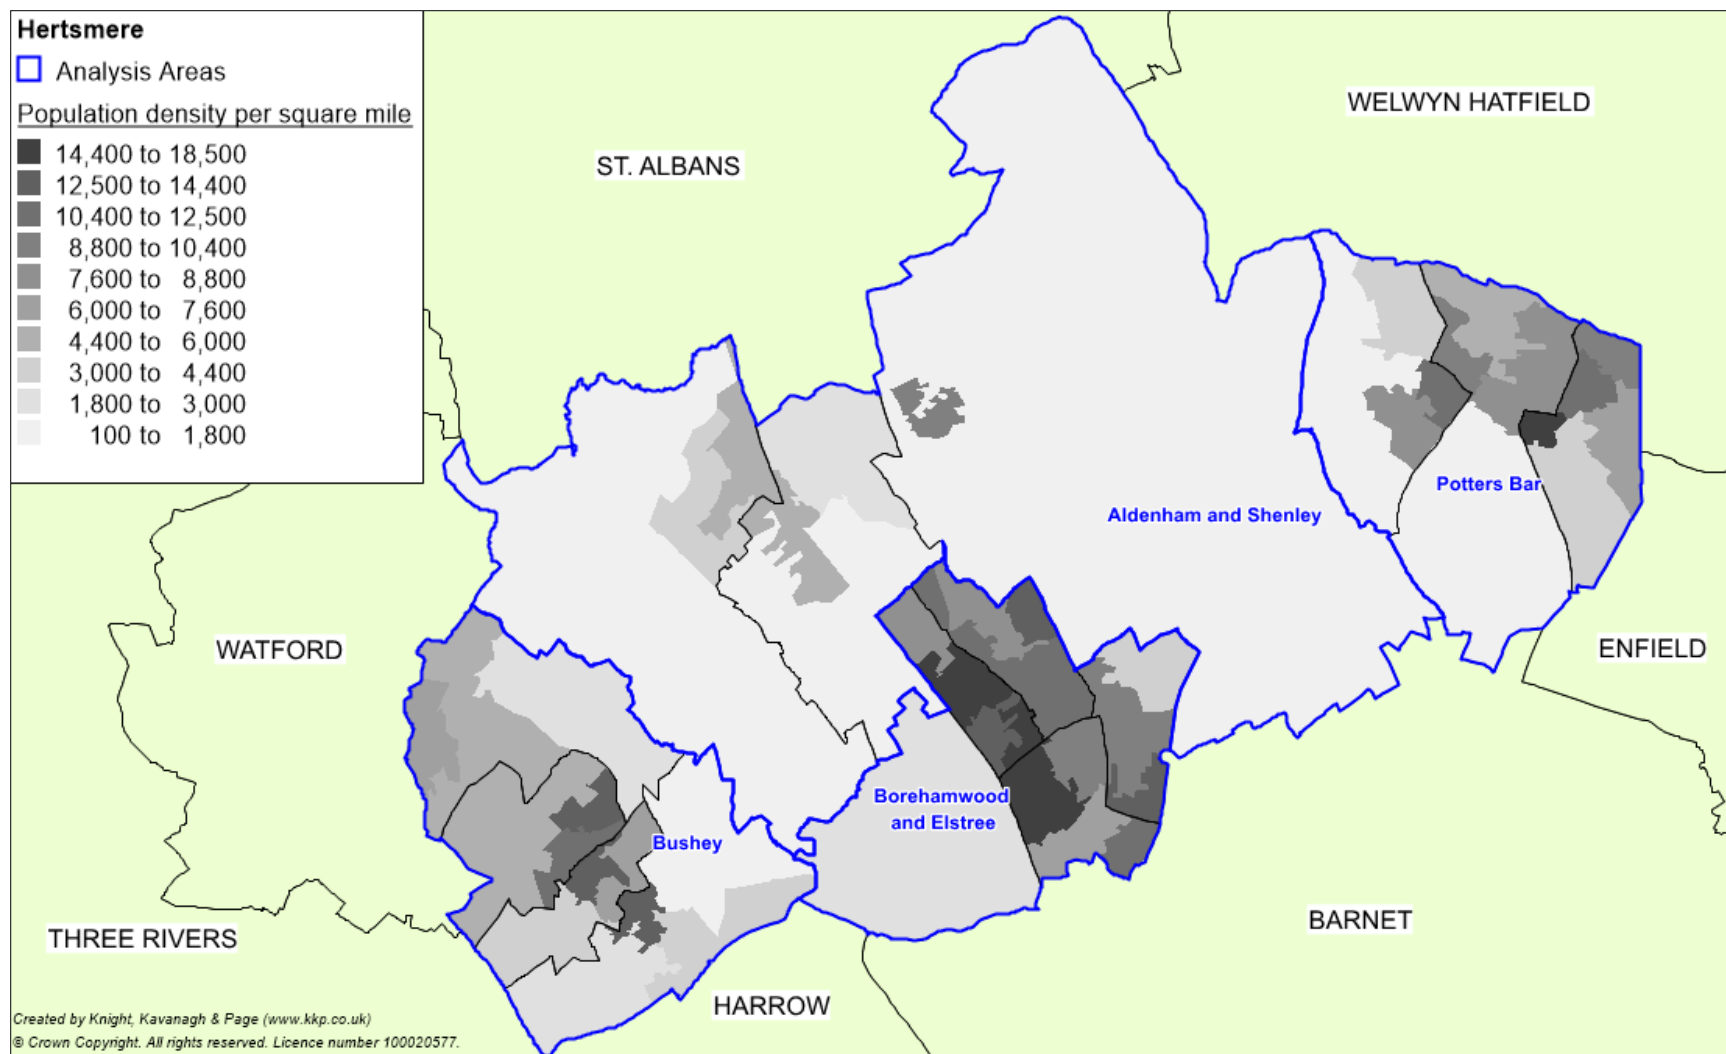 Hertsmere
Analysis Areas
Population density per square mile
14,400 to 18,500
12,500 to 14,400
10,400 to 12,500
8,800 to 10,400
7,600 to 8,800
6,000 to 7,600
4,400 to 6,000
3,000 to 4,400
1,800 to 3,000
100 to 1,800
WELWYN HATFIELD
ST. ALBANS
Potters Bar
Aldenham and Shenley
WATFORD
ENFIELD
Borehamwood
and Elstree
Bushey
BARNET
THREE RIVERS
HARROW
Created by Knight, Kavanagh & Page (www.kkp.co.uk)
© Crown Copyright. All rights reserved. Licence number 100020577.